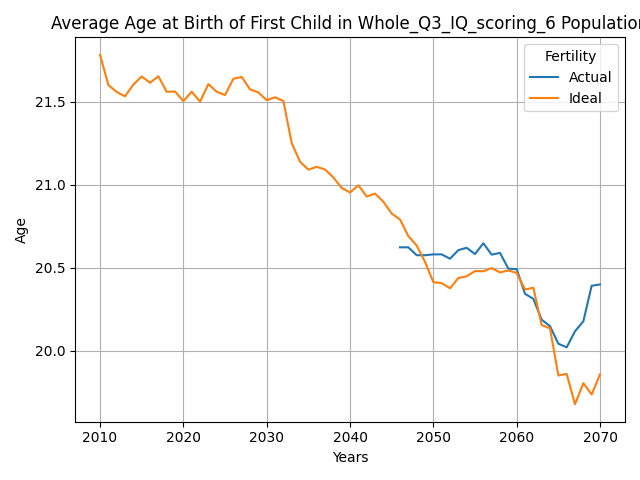 Average Age at Birth of First Child in Whole_Q3_IQ_scoring_6 Population
Fertility
Actual
Ideal
21.5
21.0
20.5
20.0
Age
2010 2020 2030 2040 2050 2060 2070
Years